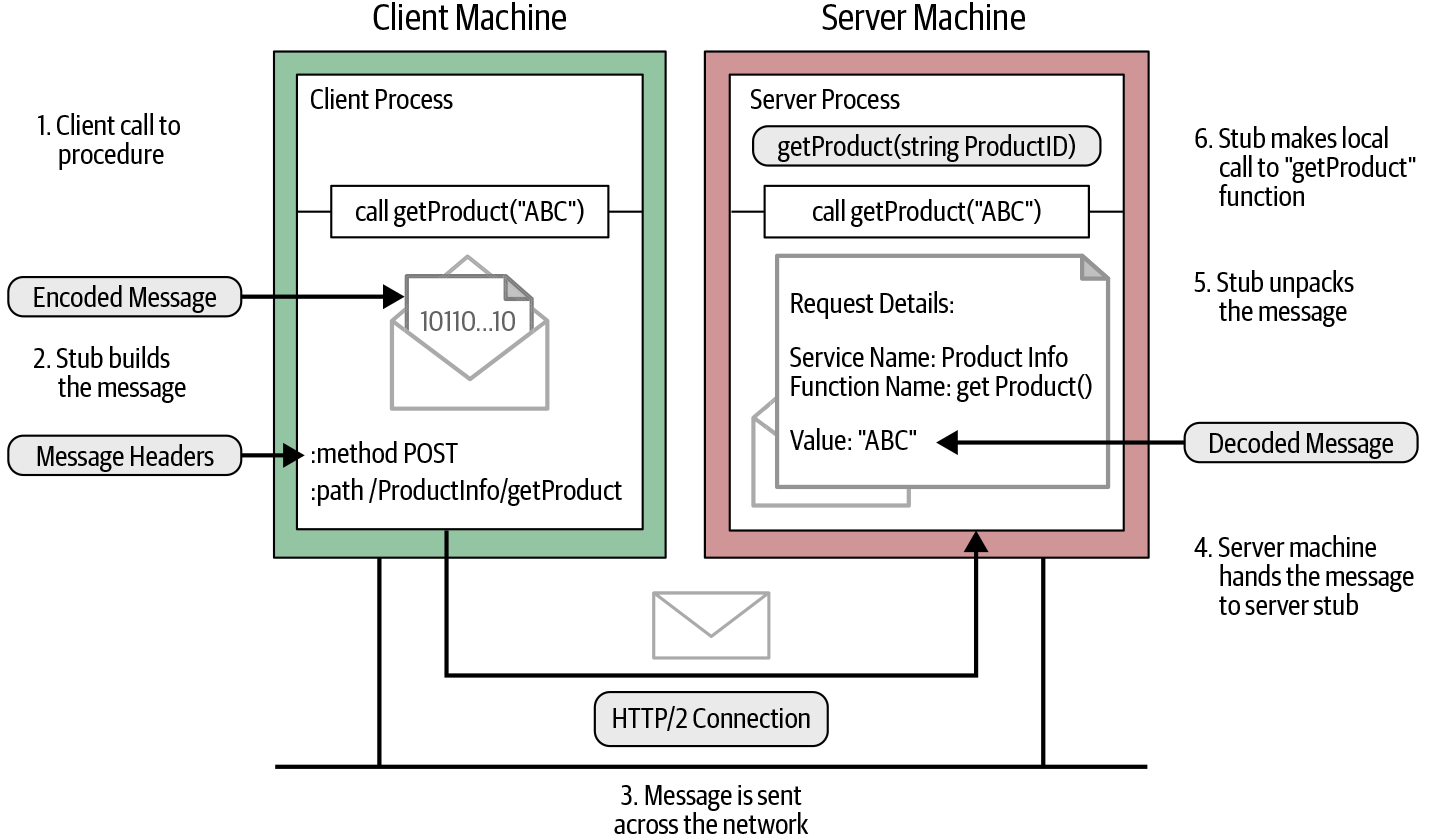 Client Machine
Server Machine
1. Client call to
procedure
Client Process
call getProduct("ABC")
Encoded Message
10110...10
2. Stub builds
the message
Message Headers
:method POST
:path /ProductInfo/getProduct
Server Process
getProduct(string ProductID)
call getProduct("ABC")
Request Details:
Service Name: Product Info
Function Name: get Product()
Value: "ABC"
6. Stub makes local
call to "getProduct"
function
5. Stub unpacks
the message
Decoded Message
4. Server machine
hands the message
to server stub
HTTP/2 Connection
3. Message is sent
across the network